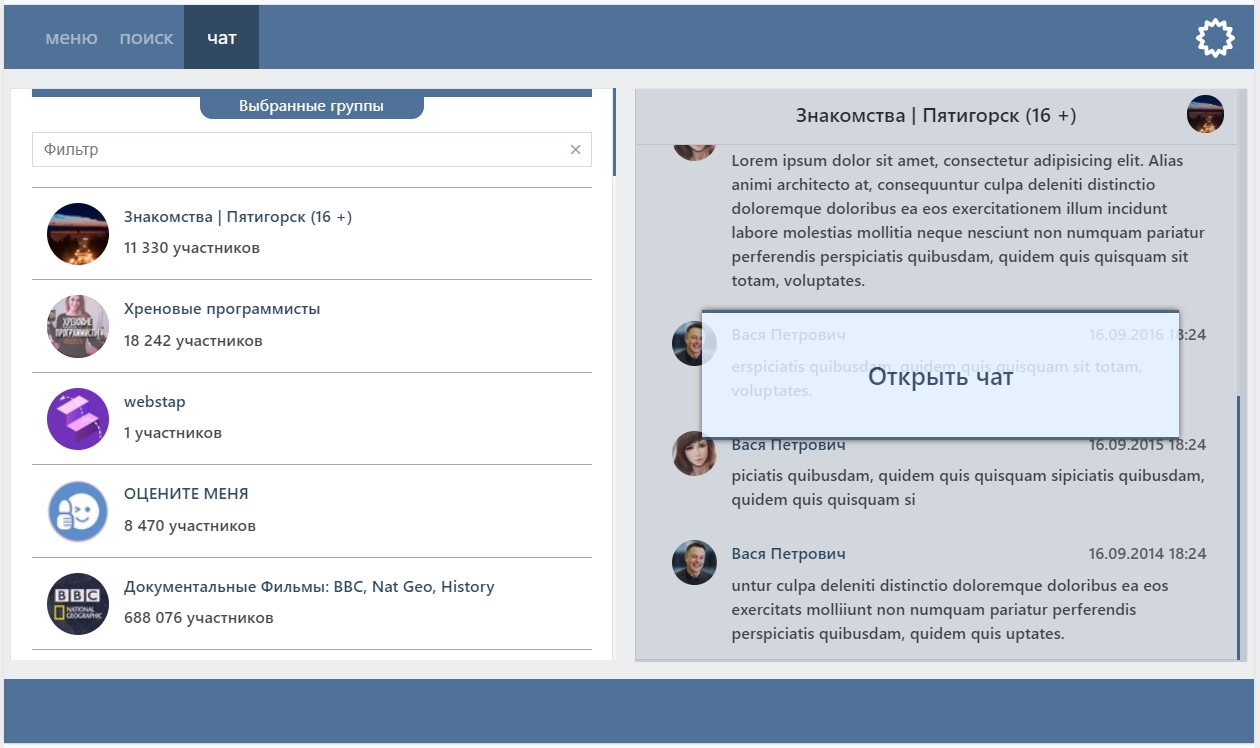 меню поиск чат
Выбранные группы
Фильтр ×
Знакомства | Пятигорск (16 +)
11 330 участников
ХРЕНОВЫЕ
ПРОГРАММИСТЫ
Хреновые программисты
18 242 участников
webstap
1 участников
ОЦЕНИТЕ МЕНЯ
8 470 участников
BBC
NATIONAL
GEOGRAPHIC
Документальные Фильмы: BBC, Nat Geo, History
688 076 участников
Знакомства | Пятигорск (16 +)
Lorem ipsum dolor sit amet, consectetur adipisicing elit. Alias
animi architecto at, consequuntur culpa deleniti distinctio
doloremque doloribus ea eos exercitationem illum incidunt
labore molestias mollitia neque nesciunt non numquam pariatur
perferendis perspiciatis quibusdam, quidem quis quisquam sit
totam, voluptates.
Вася Петрович 16.09.2016 18:24
erspiciatis quibusdam, quidem quis quisquam sit totam,
voluptates.
Открыть чат
Вася Петрович 16.09.2015 18:24
piciatis quibusdam, quidem quis quisquam sipiciatis quibusdam,
quidem quis quisquam si
Вася Петрович 16.09.2014 18:24
untur culpa deleniti distinctio doloremque doloribus ea eos
exercitats molliiunt non numquam pariatur perferendis
perspiciatis quibusdam, quidem quis uptates.